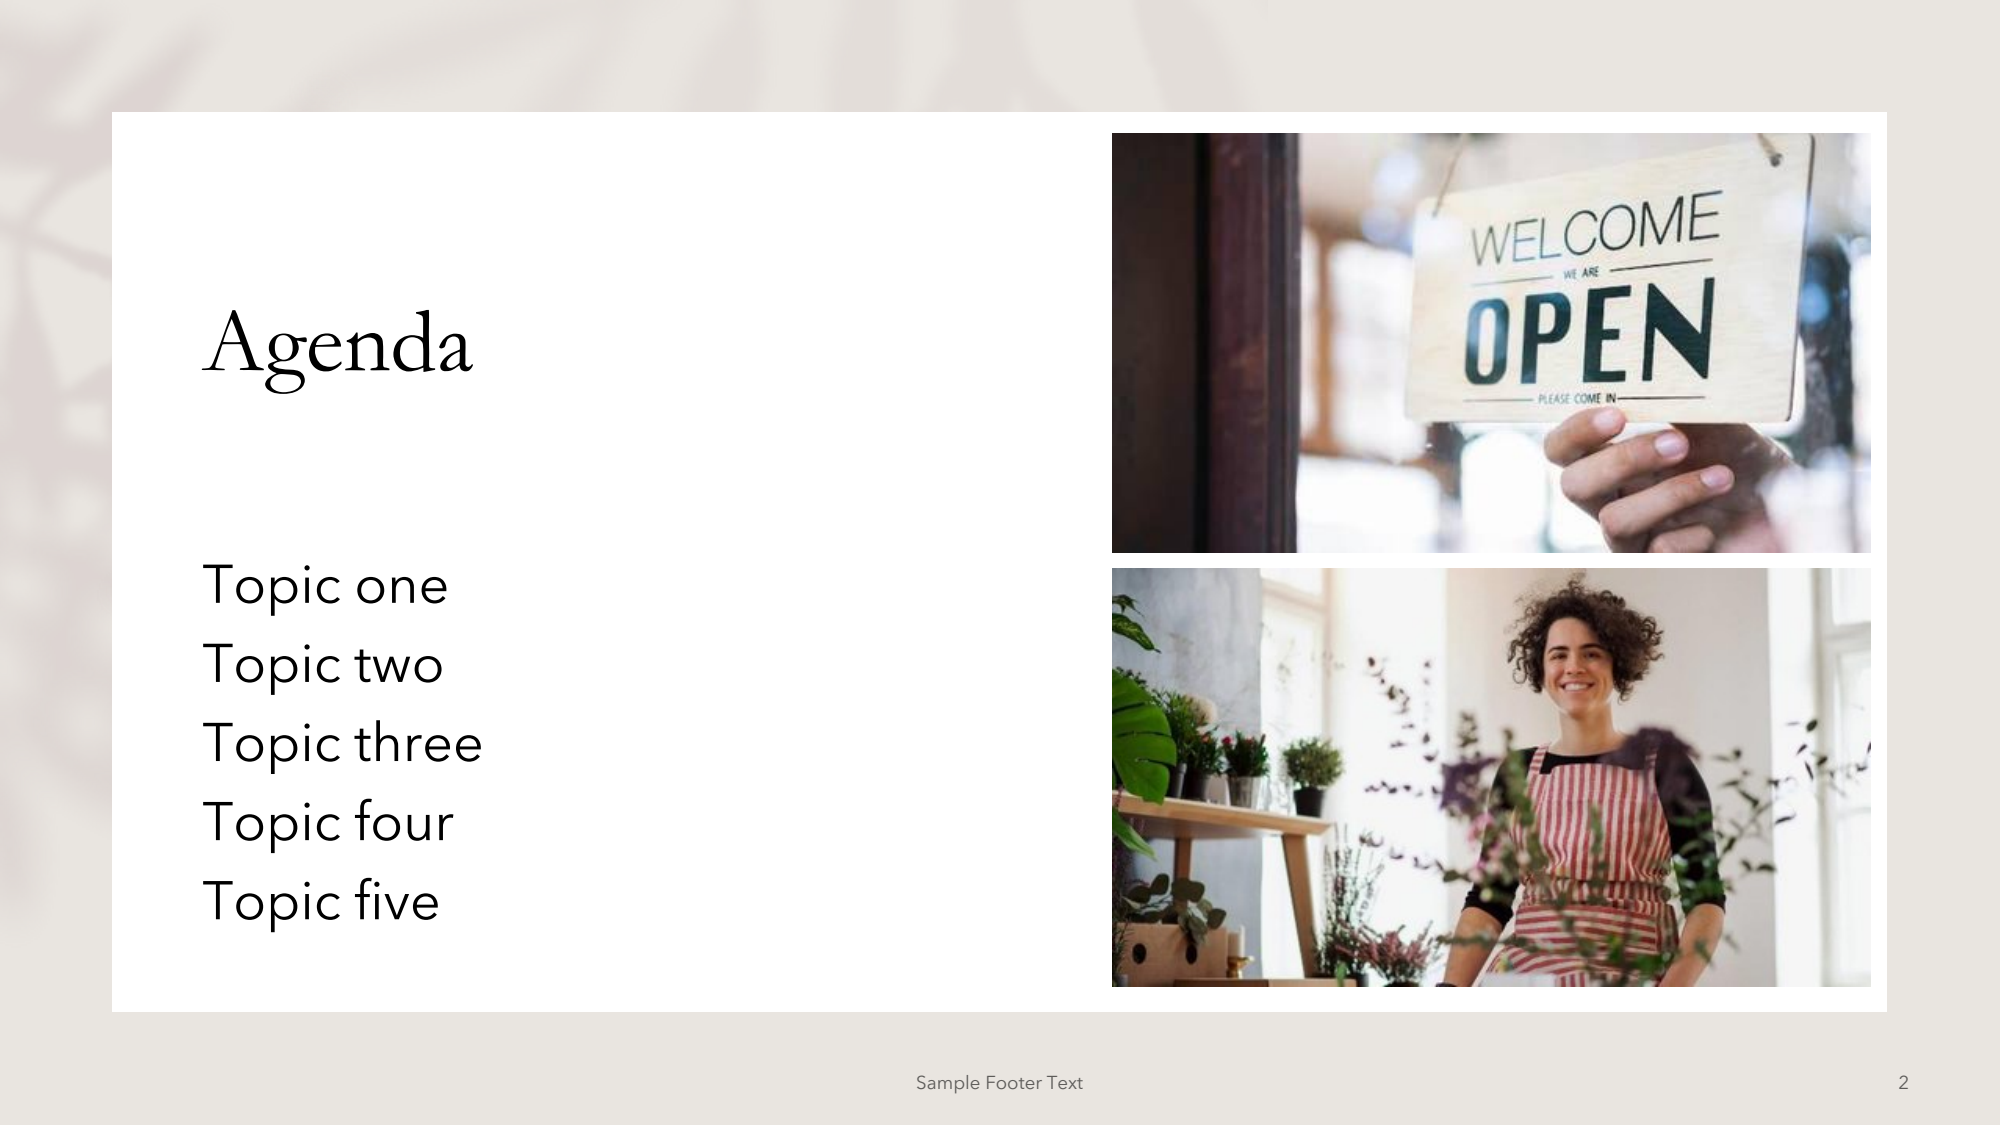 Agenda
Topic one
Topic two
Topic three
Topic four
Topic five
WELCOME
WE ARE
OPEN
PLEASE COME IN
Sample Footer Text
2